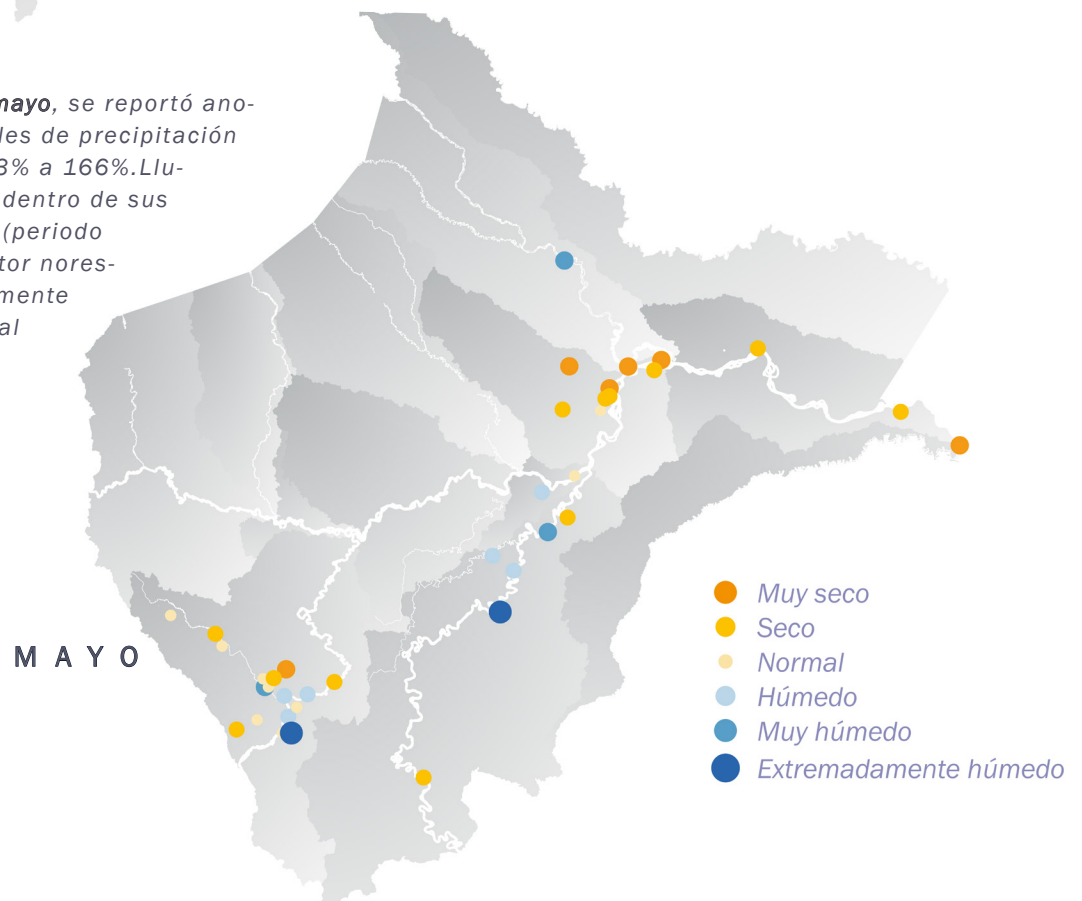 mayo, se reportó ano-
les de precipitación
3% a 166%.Llu-
dentro de sus
(periodo
tor nores-
mente
al
MAYO
Muy seco
Seco
Normal
Húmedo
Muy húmedo
Extremadamente húmedo